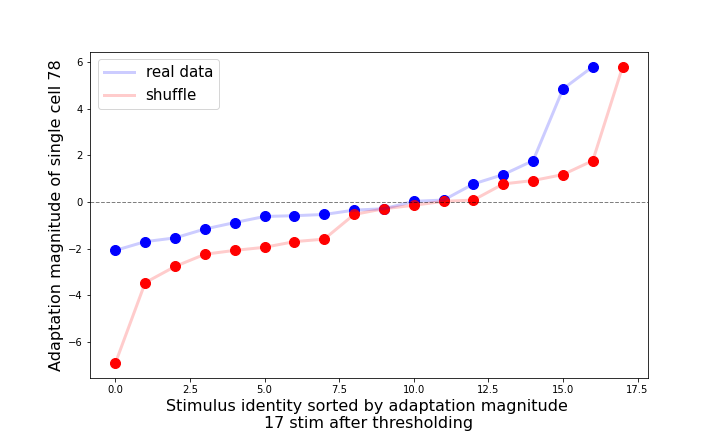 real data
shuffle
Adaptation magnitude of single cell 78
6
4
2
0
−2
−4
−6
0.0 2.5 5.0 7.5 10.0 12.5 15.0 17.5
Stimulus identity sorted by adaptation magnitude
17 stim after thresholding